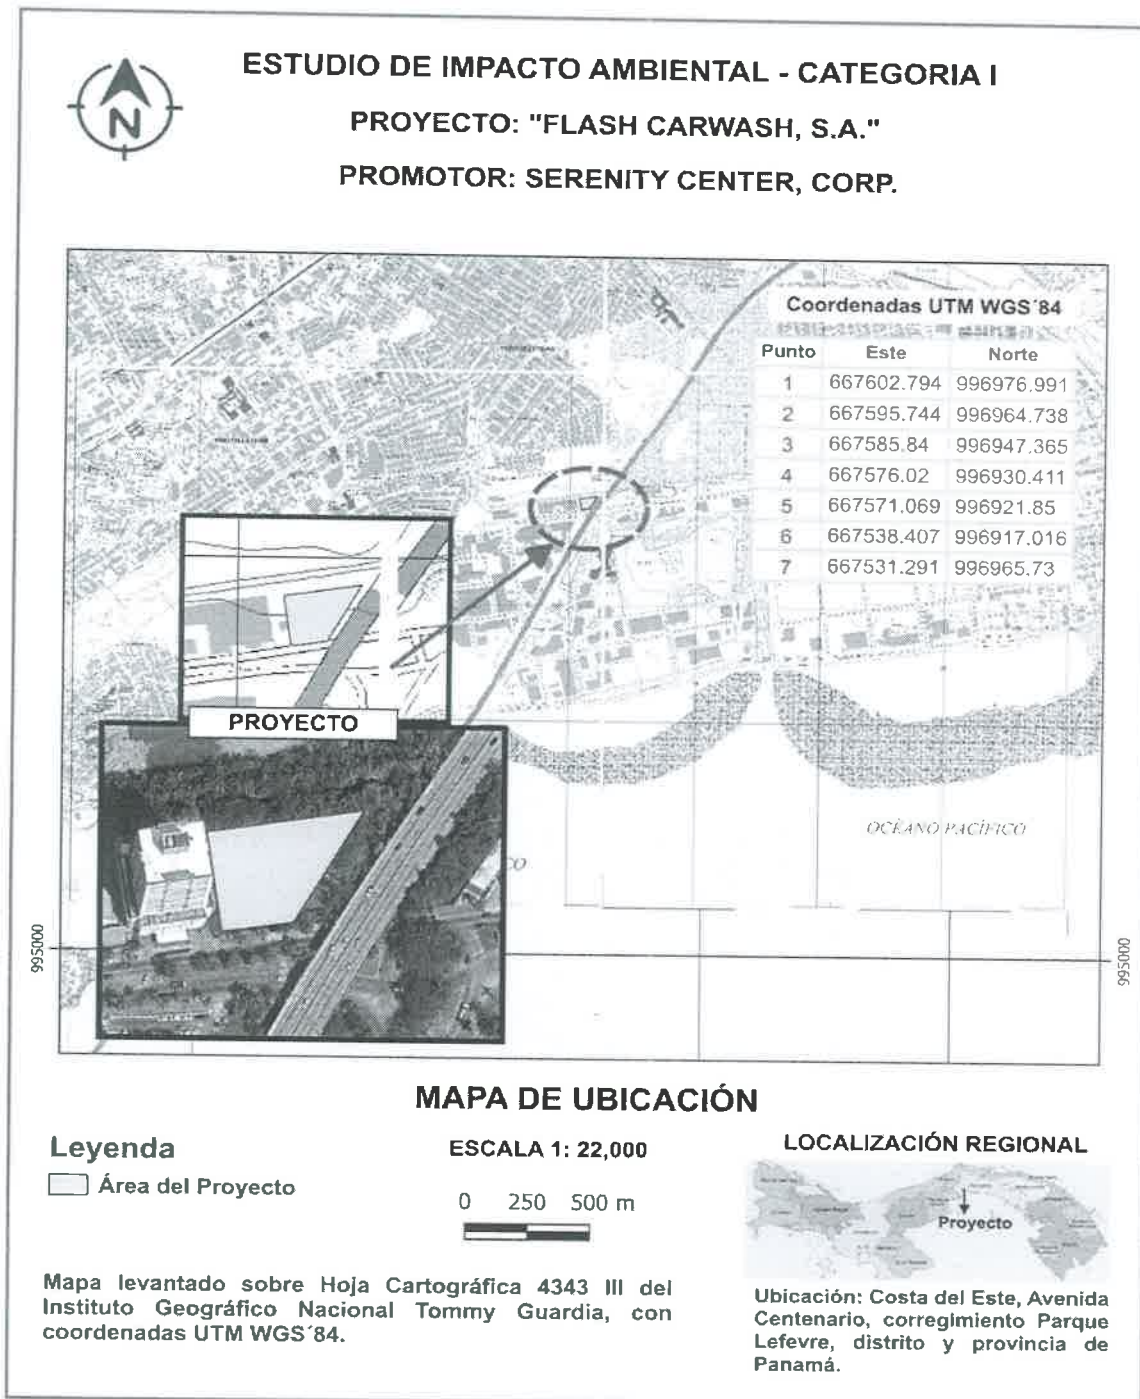 ESTUDIO DE IMPACTO AMBIENTAL - CATEGORIA I
N
PROYECTO: "FLASH CARWASH, S.A."
PROMOTOR: SERENITY CENTER, CORP.
Coordenadas UTM WGS´84
Punto Este Norte
1 667602.794 996976.991
2 667595.744 996964.738
3 667585.84 996947.365
4 667576.02 996930.411
5 667571.069 996921.85
6 667538.407 996917.016
7 667531.291 996965.73
PROYECTO
OCÉANO PACÍFICO
CO
995000
995000
MAPA DE UBICACIÓN
Leyenda
Área del Proyecto
ESCALA 1: 22,000
0 250 500 m
LOCALIZACIÓN REGIONAL
Proyecto
Mapa levantado sobre Hoja Cartográfica 4343 III del
Instituto Geográfico Nacional Tommy Guardia, con
coordenadas UTM WGS´84.
Ubicación: Costa del Este, Avenida
Centenario, corregimiento Parque
Lefevre, distrito y provincia de
Panamá.